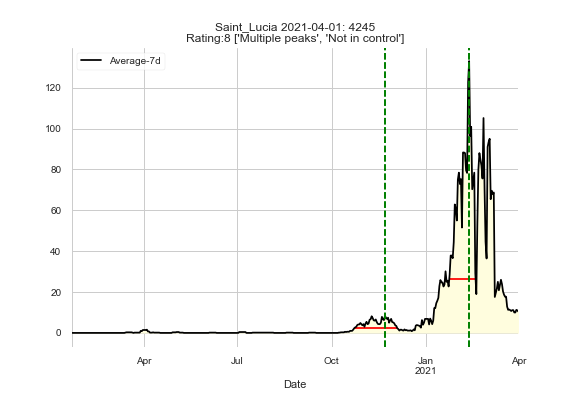 Saint_Lucia 2021-04-01: 4245
Rating:8 ['Multiple peaks', 'Not in control']
Average-7d
120
100
80
60
40
20
0
Apr
Jul
Oct
Jan
2021
Apr
Date